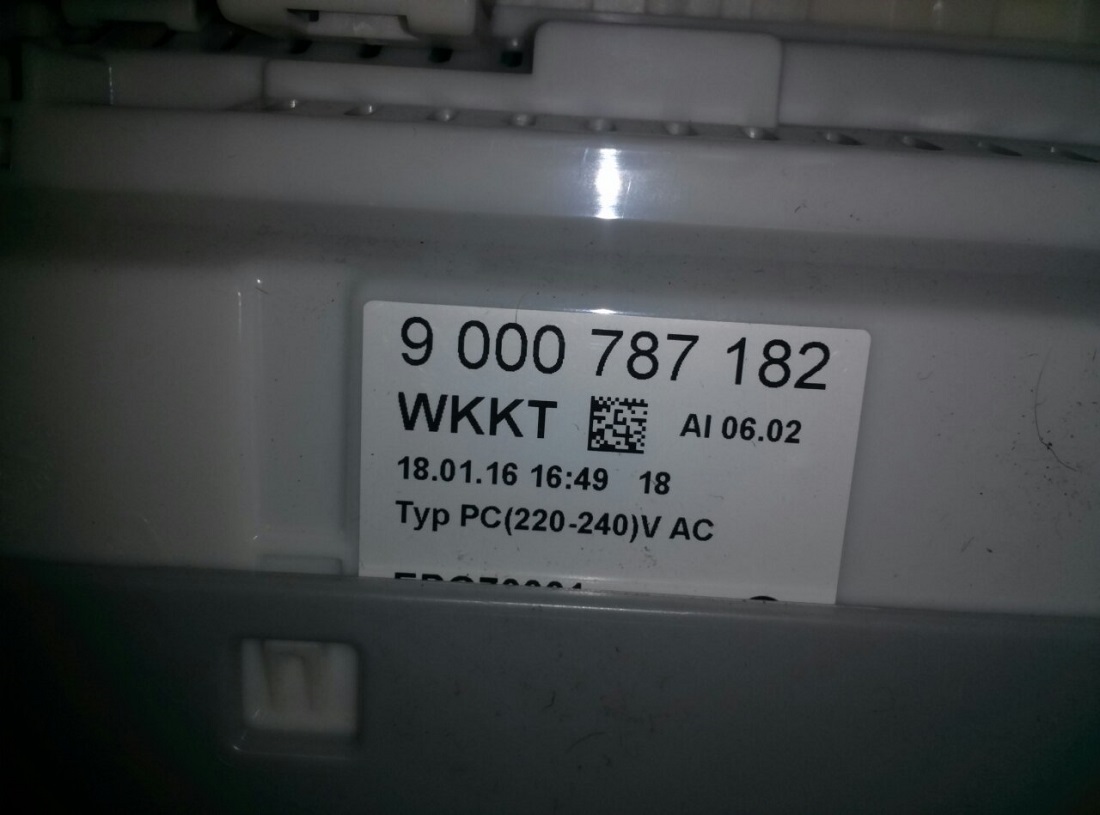 9 000 787 182
WKKT AI 06.02
18.01.16 16:49 18
Typ PC(220-240)V AC